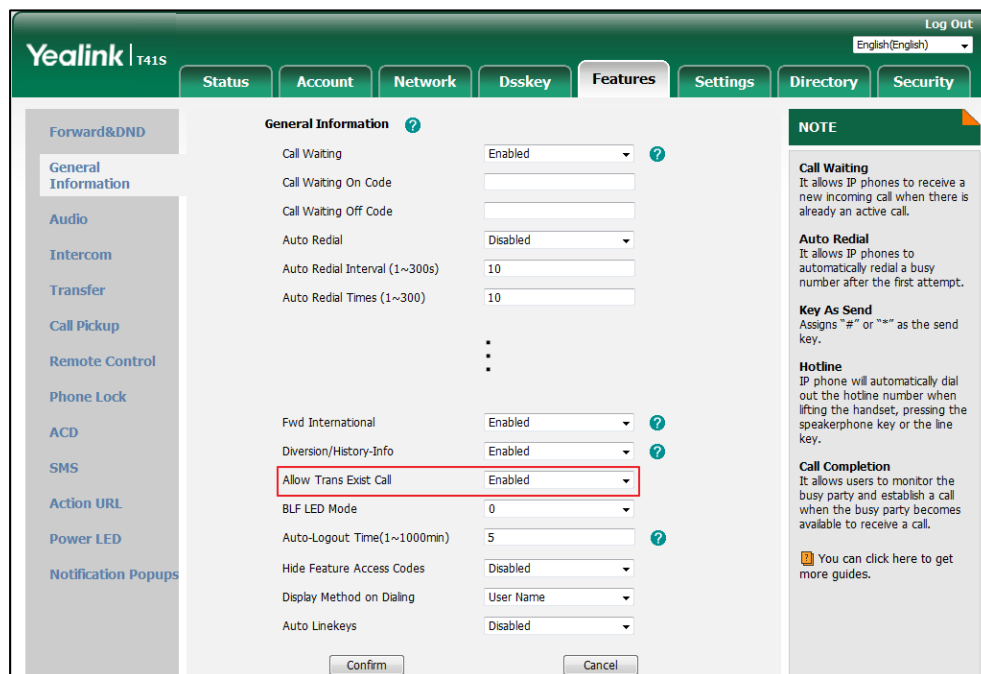 Log Out
Yealink T41S
English(English)
Status Account Network Dsskey Features Settings Directory Security
Forward&DND
General
Information
Audio
Intercom
Transfer
Call Pickup
Remote Control
Phone Lock
ACD
SMS
Action URL
Power LED
Notification Popups
General Information ?
Call Waiting Enabled ?
Call Waiting On Code
Call Waiting Off Code
Auto Redial Disabled
Auto Redial Interval (1~300s) 10
Auto Redial Times (1~300) 10
Fwd International Enabled ?
Diversion/History-Info Enabled ?
Allow Trans Exist Call Enabled
BLF LED Mode 0
Auto-Logout Time(1~1000min) 5 ?
Hide Feature Access Codes Disabled
Display Method on Dialing User Name
Auto Linekeys Disabled
Confirm Cancel
NOTE
Call Waiting
It allows IP phones to receive a
new incoming call when there is
already an active call.
Auto Redial
It allows IP phones to
automatically redial a busy
number after the first attempt.
Key As Send
Assigns "#" or "*" as the send
key.
Hotline
IP phone will automatically dial
out the hotline number when
lifting the handset, pressing the
speakerphone key or the line
key.
Call Completion
It allows users to monitor the
busy party and establish a call
when the busy party becomes
available to receive a call.
? You can click here to get
more guides.